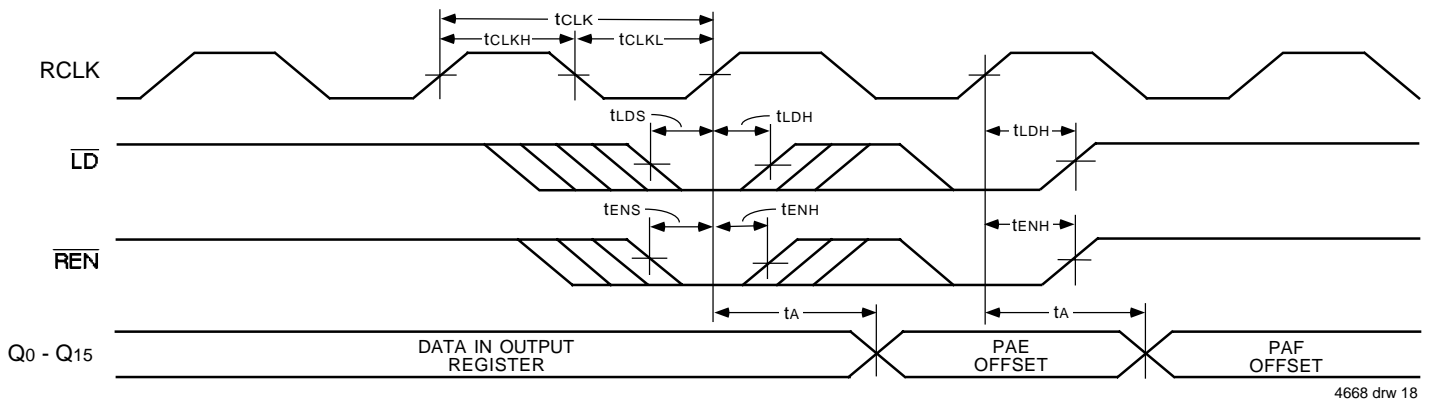 tCLK
tCLKH
tCLKL
RCLK
tLDS
tLDH
tLDH
LD
tENS
tENH
tENH
REN
tA
tA
Q0 - Q15
DATA IN OUTPUT
REGISTER
PAE
OFFSET
PAF
OFFSET
4668 drw 18